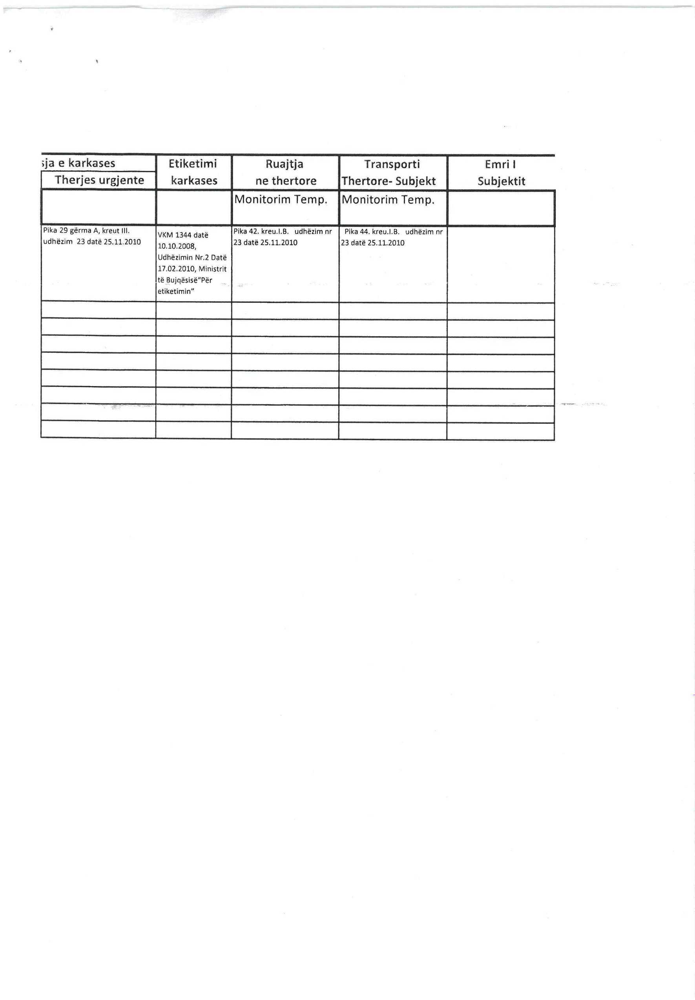 sja e karkases
Therjes urgjente
Etiketimi
karkases
Ruajtja
ne thertore
Transporti
Thertore- Subjekt
Emri I
Subjektit
Monitorim Temp.
Monitorim Temp.
Pika 29 gërma A, kreut III.
udhëzim 23 datë 25.11.2010
VKM 1344 datë
10.10.2008,
Udhëzimin Nr.2 Datë
17.02.2010, Ministrit
të Bujqësisë“Për
etiketimin”
Pika 42. kreu.I.B. udhëzim nr
23 datë 25.11.2010
Pika 44. kreu.I.B. udhëzim nr
23 datë 25.11.2010